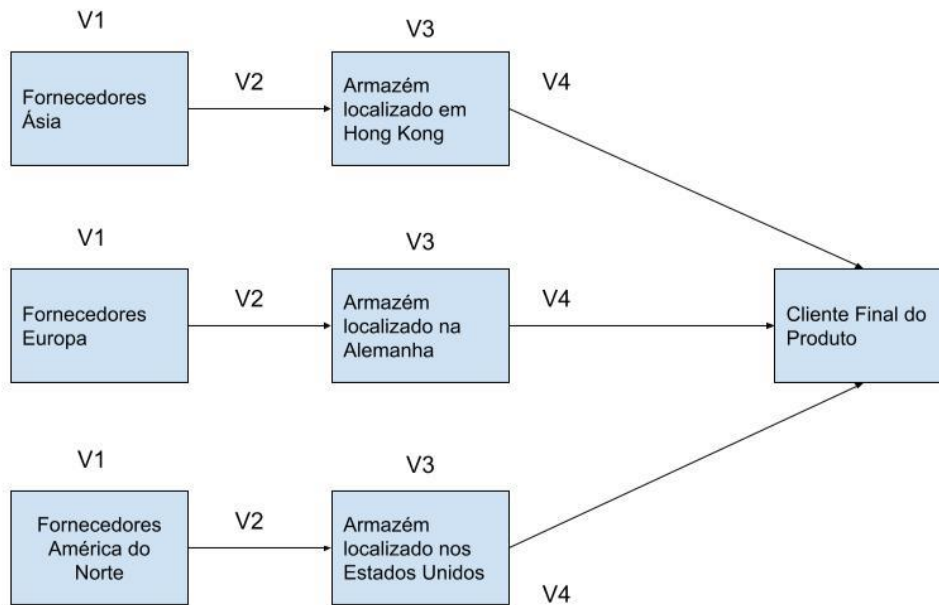 V1
V3
Fornecedores
Ásia
V2
Armazém
localizado em
Hong Kong
V4
V1
V3
Fornecedores
Europa
V2
Armazém
localizado na
Alemanha
V4
Cliente Final do
Produto
V1
V3
Fornecedores
América do
Norte
V2
Armazém
localizado nos
Estados Unidos
V4